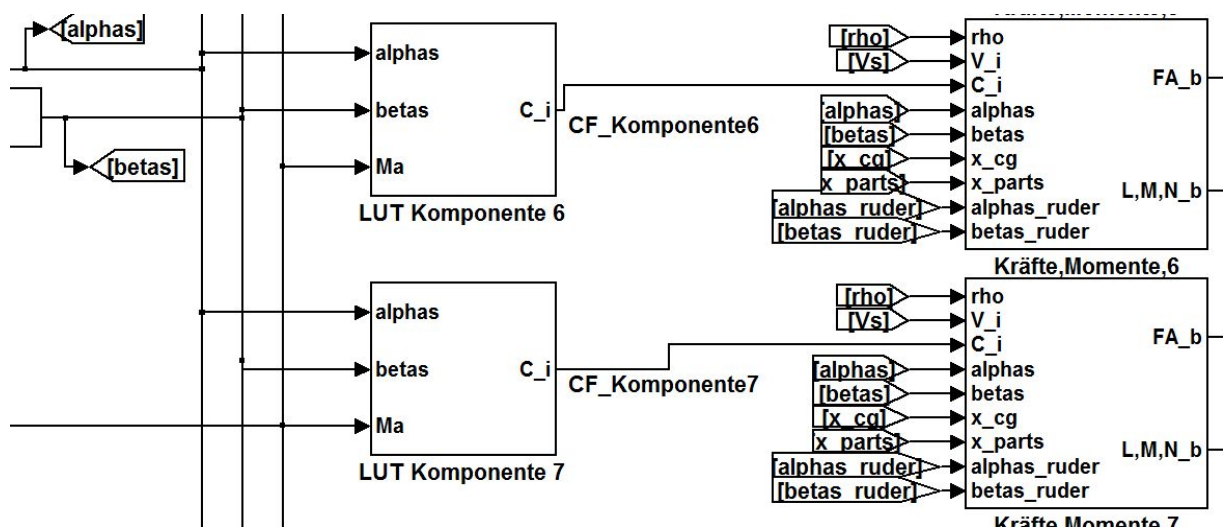 [alphas]
[betas]
alphas
betas
Ma
C_i
LUT Komponente 6
CF_Komponente6
[rho]
[Vs]
[alphas]
[betas]
[x_cg]
x_parts]
[alphas_ruder]
[betas_ruder]
rho
V_i
C_i
alphas
betas
x_cg
x_parts
alphas_ruder
betas_ruder
FA_b
L,M,N_b
Kräfte,Momente,6
alphas
betas
Ma
C_i
LUT Komponente 7
CF_Komponente7
[rho]
[Vs]
[alphas]
[betas]
[x_cg]
x_parts]
[alphas_ruder]
[betas_ruder]
rho
V_i
C_i
alphas
betas
x_cg
x_parts
alphas_ruder
betas_ruder
FA_b
L,M,N_b
Kräfte,Momente,7